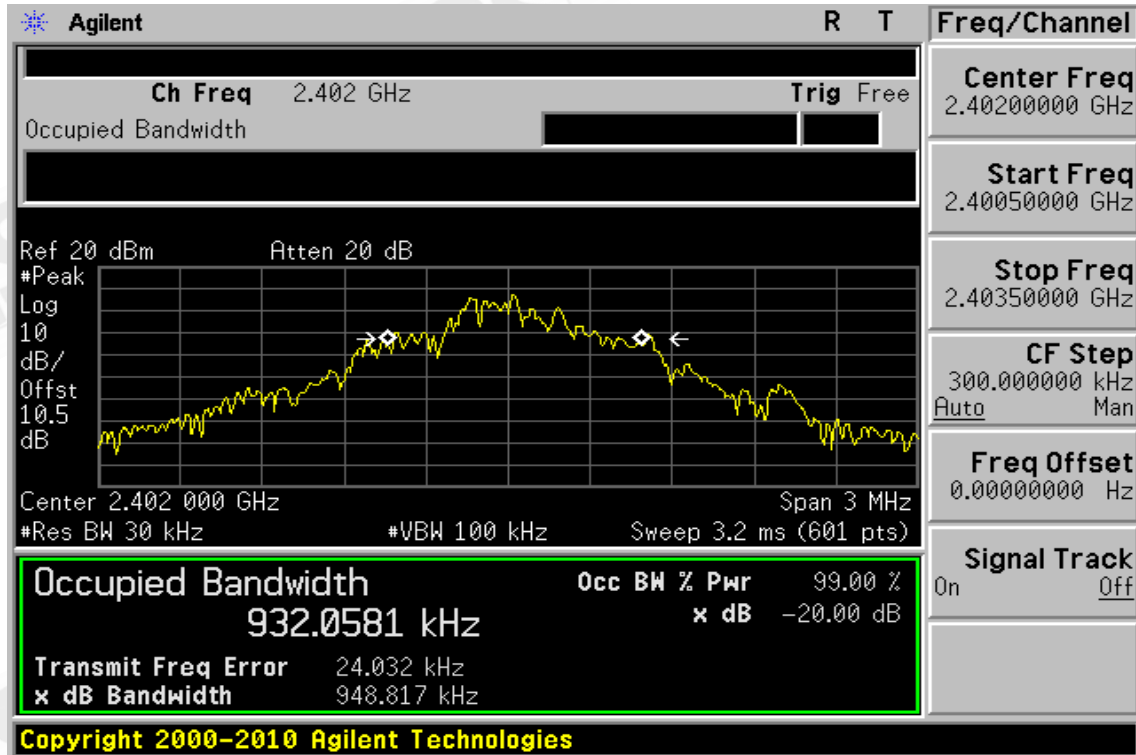 Agilent R T
Freq/Channel
Ch Freq 2.402 GHz Trig Free
Occupied Bandwidth
Center Freq
2.40200000 GHz
Start Freq
2.40050000 GHz
Stop Freq
2.40350000 GHz
CF Step
300.000000 kHz
Auto Man
Freq Offset
0.00000000 Hz
Signal Track
On Off
Ref 20 dBm Atten 20 dB
#Peak
Log
10
dB/
Offst
10.5
dB
Center 2.402 000 GHz Span 3 MHz
#Res BW 30 kHz #VBW 100 kHz Sweep 3.2 ms (601 pts)
Occupied Bandwidth Occ BW % Pwr 99.00 %
932.0581 kHz x dB -20.00 dB
Transmit Freq Error 24.032 kHz
x dB Bandwidth 948.817 kHz
Copyright 2000-2010 Agilent Technologies